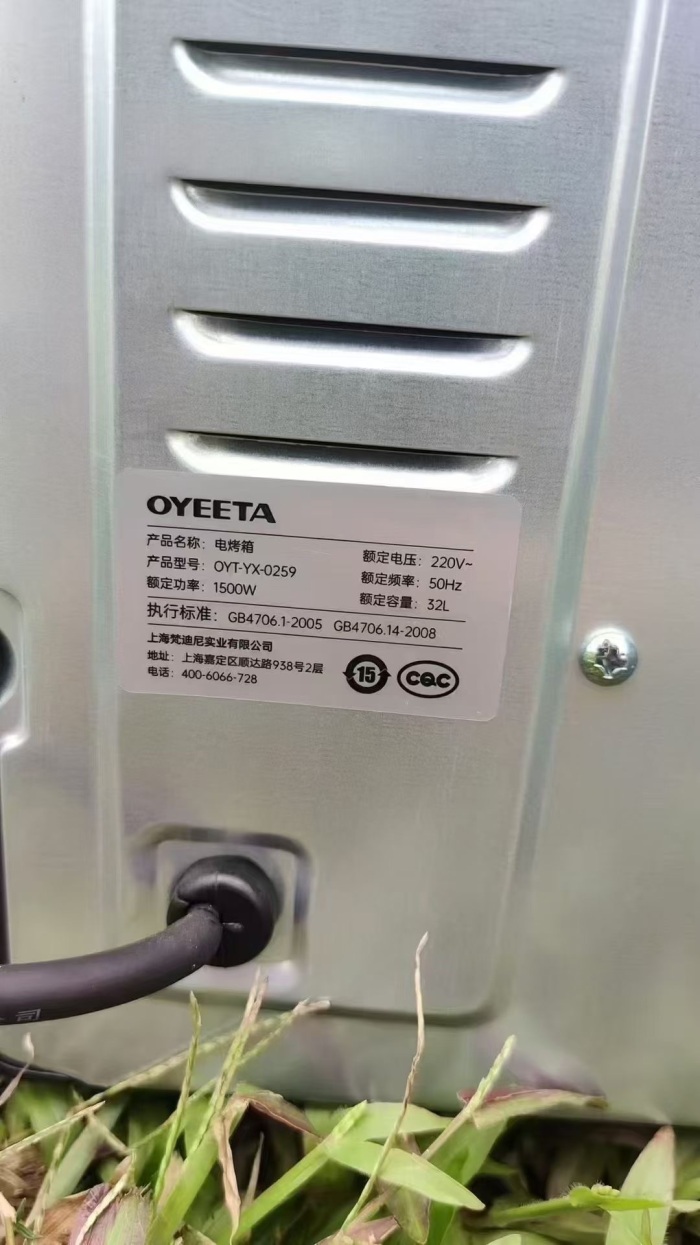 OYEETA
产品名称：电烤箱
额定电压：220V~
产品型号：OYT-YX-0259
额定频率：50Hz
额定功率：1500W
额定容量：32L
执行标准：GB4706.1-2005 GB4706.14-2008
上海梵迪尼实业有限公司
地址：上海嘉定区顺达路938号2层
电话：400-6066-728
15
CQC
司